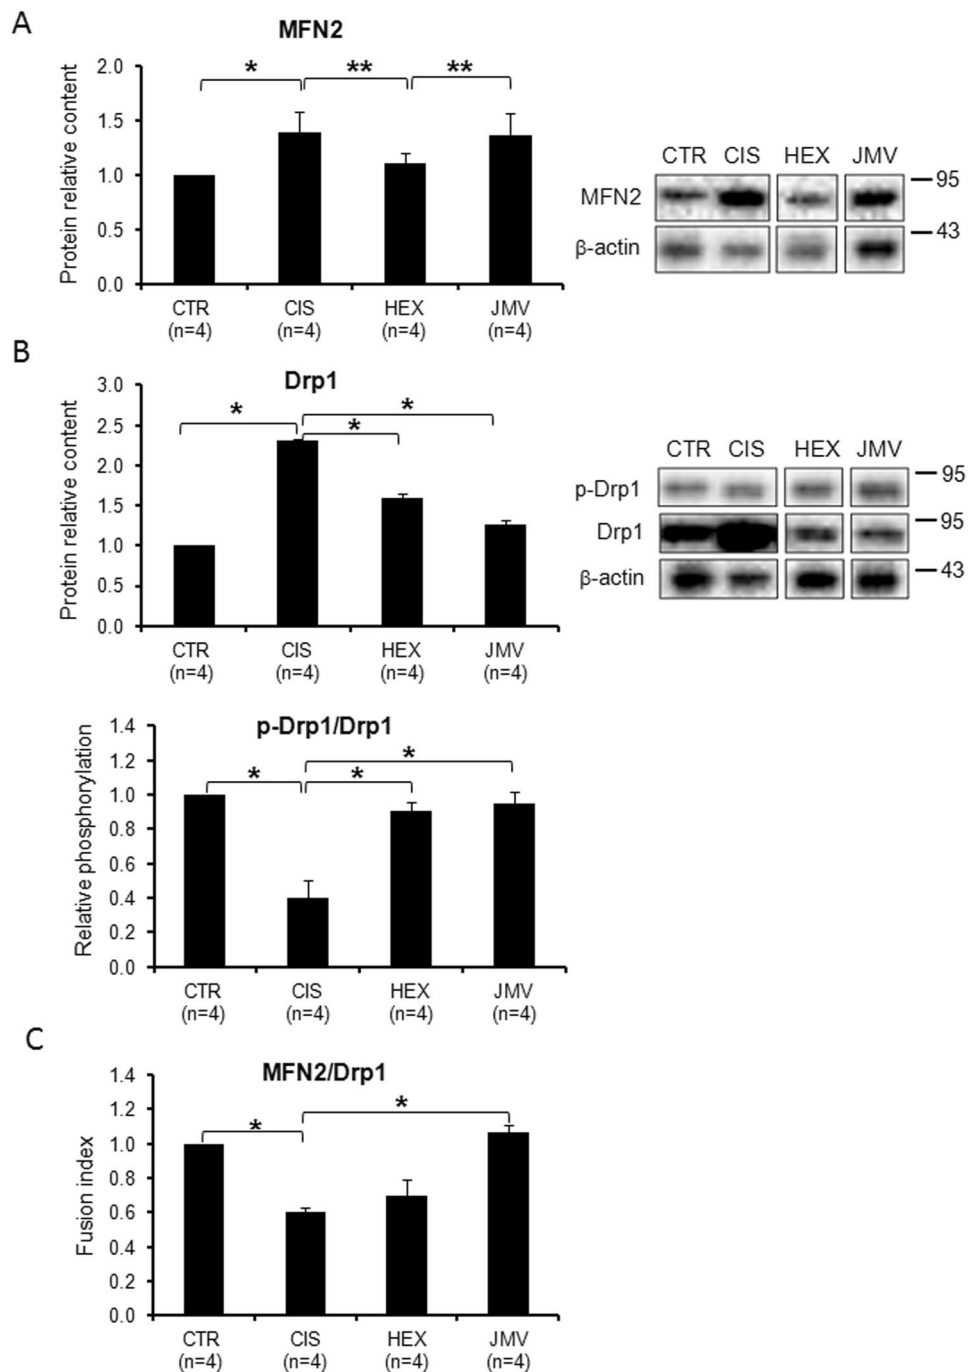 A
MFN2
Protein relative content
2.0
1.5
1.0
0.5
0.0
* ** **
CTR CIS HEX JMV
(n=4) (n=4) (n=4) (n=4)
CTR CIS HEX JMV
MFN2
95
β-actin
43
B
Drp1
Protein relative content
3.0
2.5
2.0
1.5
1.0
0.5
0.0
* * *
CTR CIS HEX JMV
(n=4) (n=4) (n=4) (n=4)
CTR CIS HEX JMV
p-Drp1
95
Drp1
95
β-actin
43
p-Drp1/Drp1
Relative phosphorylation
1.4
1.2
1.0
0.8
0.6
0.4
0.2
0.0
* * *
CTR CIS HEX JMV
(n=4) (n=4) (n=4) (n=4)
C
MFN2/Drp1
Fusion index
1.4
1.2
1.0
0.8
0.6
0.4
0.2
0.0
* *
CTR CIS HEX JMV
(n=4) (n=4) (n=4) (n=4)